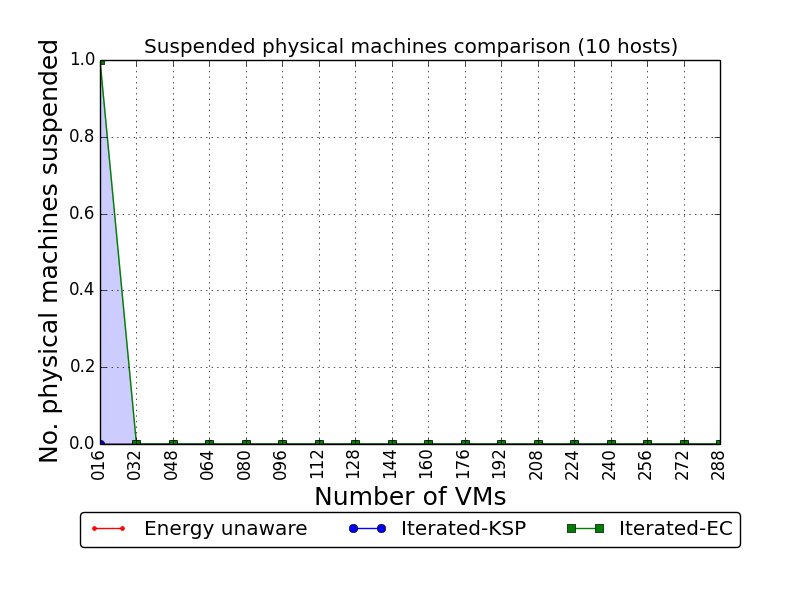 Suspended physical machines comparison (10 hosts)
No. physical machines suspended
1.0
0.8
0.6
0.4
0.2
0.0
016 032 048 064 080 096 112 128 144 160 176 192 208 224 240 256 272 288
Number of VMs
Energy unaware Iterated-KSP Iterated-EC